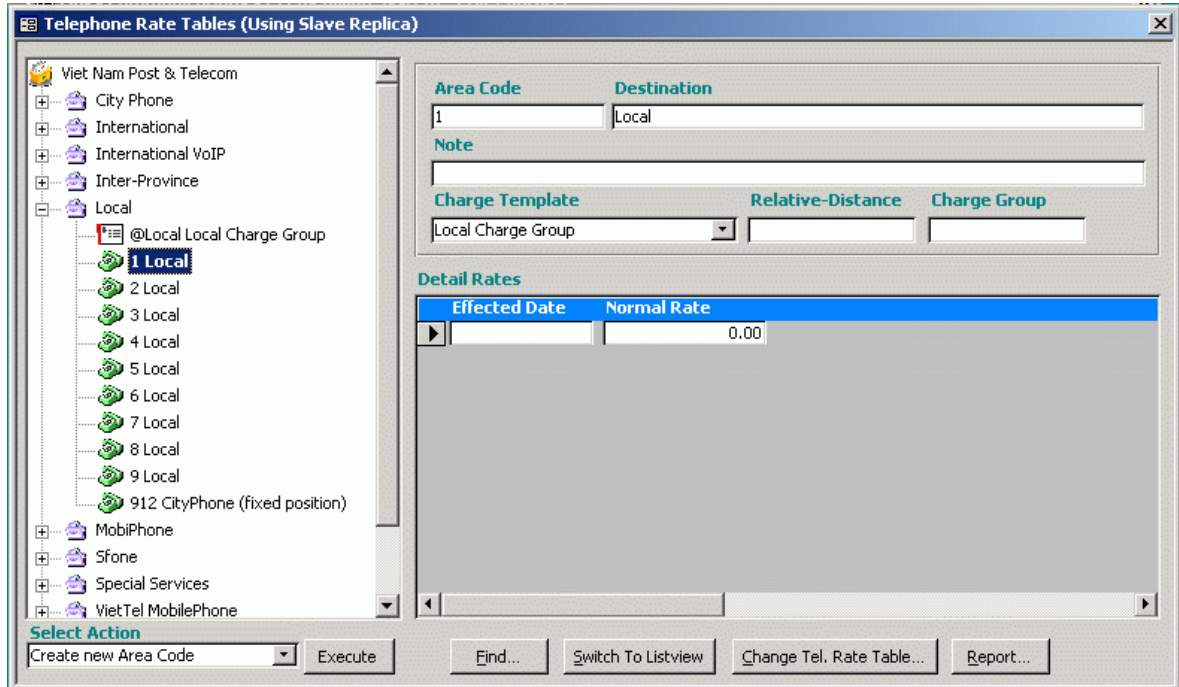 Telephone Rate Tables (Using Slave Replica)
Viet Nam Post & Telecom
City Phone
International
International VoIP
Inter-Province
Local
@Local Local Charge Group
1 Local
2 Local
3 Local
4 Local
5 Local
6 Local
7 Local
8 Local
9 Local
912 CityPhone (fixed position)
MobiPhone
Sfone
Special Services
VietTel MobilePhone
Select Action
Create new Area Code
Execute
Area Code Destination
1 Local
Note
Charge Template Relative-Distance Charge Group
Local Charge Group
Detail Rates
Effected Date Normal Rate
0.00
Find... Switch To Listview Change Tel. Rate Table... Report...